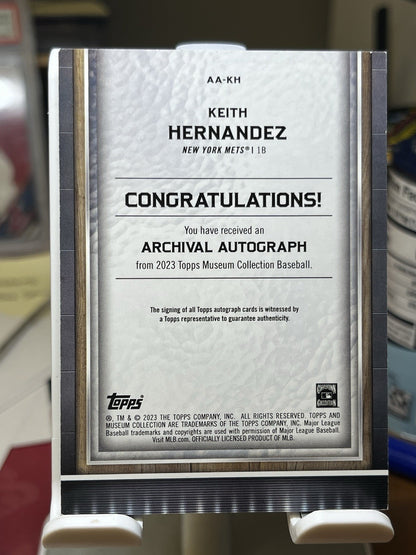 AA-KH
KEITH
HERNANDEZ
NEW YORK METS® | 1B
CONGRATULATIONS!
You have received an
ARCHIVAL AUTOGRAPH
from 2023 Topps Museum Collection Baseball.
The signing of all Topps autograph cards is witnessed by
a Topps representative to guarantee authenticity.
topps
®, TM & © 2023 THE TOPPS COMPANY, INC. ALL RIGHTS RESERVED. TOPPS AND
MUSEUM COLLECTION ARE TRADEMARKS OF THE TOPPS COMPANY, INC. Major League
Baseball trademarks and copyrights are used with permission of Major League Baseball.
Visit MLB.com. OFFICIALLY LICENSED PRODUCT OF MLB.